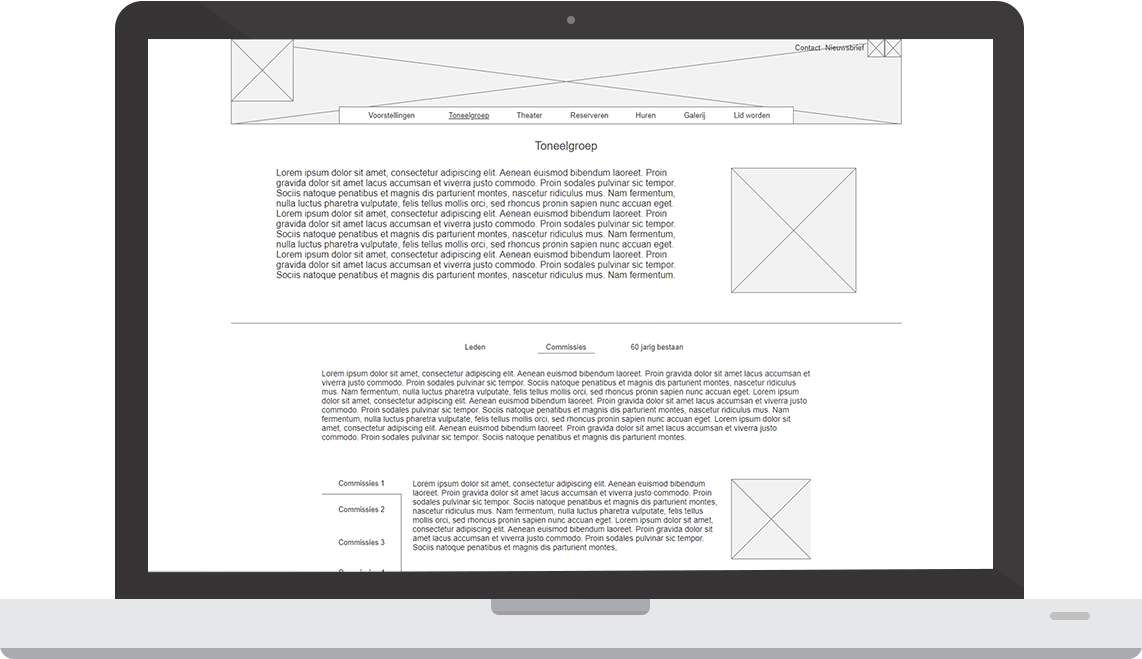 Contact Nieuwsbrief
Voorstellingen Toneelgroep Theater Reserveren Huren Galerij Lid worden
Toneelgroep
Lorem ipsum dolor sit amet, consectetur adipiscing elit. Aenean euismod bibendum laoreet. Proin
gravida dolor sit amet lacus accumsan et viverra justo commodo. Proin sodales pulvinar sic tempor.
Sociis natoque penatibus et magnis dis parturient montes, nascetur ridiculus mus. Nam fermentum,
nulla luctus pharetra vulputate, felis tellus mollis orci, sed rhoncus pronin sapien nunc accuan eget.
Lorem ipsum dolor sit amet, consectetur adipiscing elit. Aenean euismod bibendum laoreet. Proin
gravida dolor sit amet lacus accumsan et viverra justo commodo. Proin sodales pulvinar sic tempor.
Sociis natoque penatibus et magnis dis parturient montes, nascetur ridiculus mus. Nam fermentum,
nulla luctus pharetra vulputate, felis tellus mollis orci, sed rhoncus pronin sapien nunc accuan eget.
Lorem ipsum dolor sit amet, consectetur adipiscing elit. Aenean euismod bibendum laoreet. Proin
gravida dolor sit amet lacus accumsan et viverra justo commodo. Proin sodales pulvinar sic tempor.
Sociis natoque penatibus et magnis dis parturient montes, nascetur ridiculus mus. Nam fermentum.
Leden Commissies 60 jarig bestaan
Lorem ipsum dolor sit amet, consectetur adipiscing elit. Aenean euismod bibendum laoreet. Proin gravida dolor sit amet lacus accumsan et
viverra justo commodo. Proin sodales pulvinar sic tempor. Sociis natoque penatibus et magnis dis parturient montes, nascetur ridiculus
mus. Nam fermentum, nulla luctus pharetra vulputate, felis tellus mollis orci, sed rhoncus pronin sapien nunc accuan eget. Lorem ipsum
dolor sit amet, consectetur adipiscing elit. Aenean euismod bibendum laoreet. Proin gravida dolor sit amet lacus accumsan et viverra justo
commodo. Proin sodales pulvinar sic tempor. Sociis natoque penatibus et magnis dis parturient montes, nascetur ridiculus mus. Nam
fermentum, nulla luctus pharetra vulputate, felis tellus mollis orci, sed rhoncus pronin sapien nunc accuan eget. Lorem ipsum dolor sit
amet, consectetur adipiscing elit. Aenean euismod bibendum laoreet. Proin gravida dolor sit amet lacus accumsan et viverra justo
commodo. Proin sodales pulvinar sic tempor. Sociis natoque penatibus et magnis dis parturient montes.
Commissies 1
Commissies 2
Commissies 3
Lorem ipsum dolor sit amet, consectetur adipiscing elit. Aenean euismod bibendum
laoreet. Proin gravida dolor sit amet lacus accumsan et viverra justo commodo. Proin
sodales pulvinar sic tempor. Sociis natoque penatibus et magnis dis parturient montes,
nascetur ridiculus mus. Nam fermentum, nulla luctus pharetra vulputate, felis tellus
mollis orci, sed rhoncus pronin sapien nunc accuan eget. Lorem ipsum dolor sit amet,
consectetur adipiscing elit. Aenean euismod bibendum laoreet. Proin gravida dolor sit
amet lacus accumsan et viverra justo commodo. Proin sodales pulvinar sic tempor.
Sociis natoque penatibus et magnis dis parturient montes,